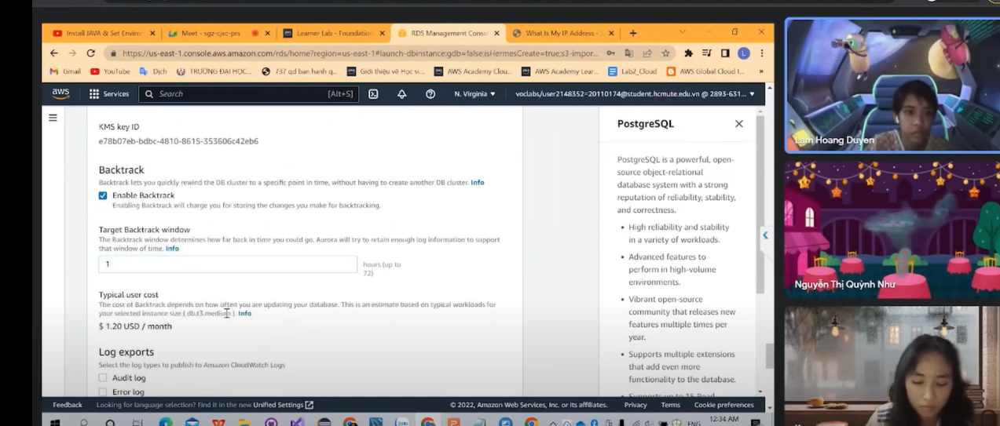 Install JAVA & Set Enviro
Meet - sgz-cjxc-prs
Learner Lab - Foundation
RDS Management Conso
What Is My IP Address -
https://us-east-1.console.aws.amazon.com/rds/home?region=us-east-1#launch-dbinstance:gdb=false;isHermesCreate=true;s3-impor...
Gmail
YouTube
Dịch
TRƯỜNG ĐẠI HỌC...
737 qd ban hanh q...
Giới thiệu về Học vi...
AWS Academy Clou...
AWS Academy Lear...
Lab2_Cloud
AWS Global Cloud I...
aws
Services
Search
[Alt+S]
N. Virginia
voclabs/user2148352=20110174@student.hcmute.edu.vn @ 2893-631...
KMS key ID
e78b07eb-bdbc-4810-8615-353606c42eb6
Backtrack
Backtrack lets you quickly rewind the DB cluster to a specific point in time, without having to create another DB cluster. Info
Enable Backtrack
Enabling Backtrack will charge you for storing the changes you make for backtracking.
Target Backtrack window
The Backtrack window determines how far back in time you could go. Aurora will try to retain enough log information to support
that window of time. Info
1
hours (up to
72)
Typical user cost
The cost of Backtrack depends on how often you are updating your database. This is an estimate based on typical workloads for
your selected instance size ( db.t3.medium ). Info
$ 1.20 USD / month
Log exports
Select the log types to publish to Amazon CloudWatch Logs
Audit log
Error log
PostgreSQL
PostgreSQL is a powerful, open-
source object-relational
database system with a strong
reputation of reliability, stability,
and correctness.
• High reliability and stability
in a variety of workloads.
• Advanced features to
perform in high-volume
environments.
• Vibrant open-source
community that releases new
features multiple times per
year.
• Supports multiple extensions
that add even more
functionality to the database.
Feedback
Looking for language selection? Find it in the new Unified Settings
© 2022, Amazon Web Services, Inc. or its affiliates.
Privacy
Terms
Cookie preferences
ENG
12:34 AM
Lam Hoang Duyen
Nguyễn Thị Quỳnh Như